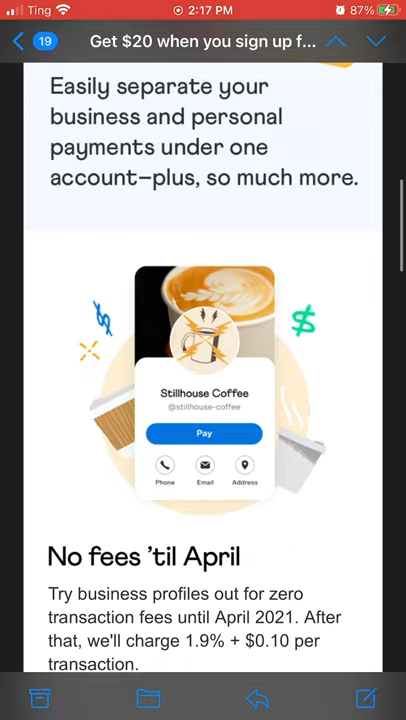 Ting 2:17 PM 87%
19 Get $20 when you sign up f...
Easily separate your
business and personal
payments under one
account—plus, so much more.
Stillhouse Coffee
@stillhouse-coffee
Pay
Phone Email Address
No fees ’til April
Try business profiles out for zero
transaction fees until April 2021. After
that, we'll charge 1.9% + $0.10 per
transaction.